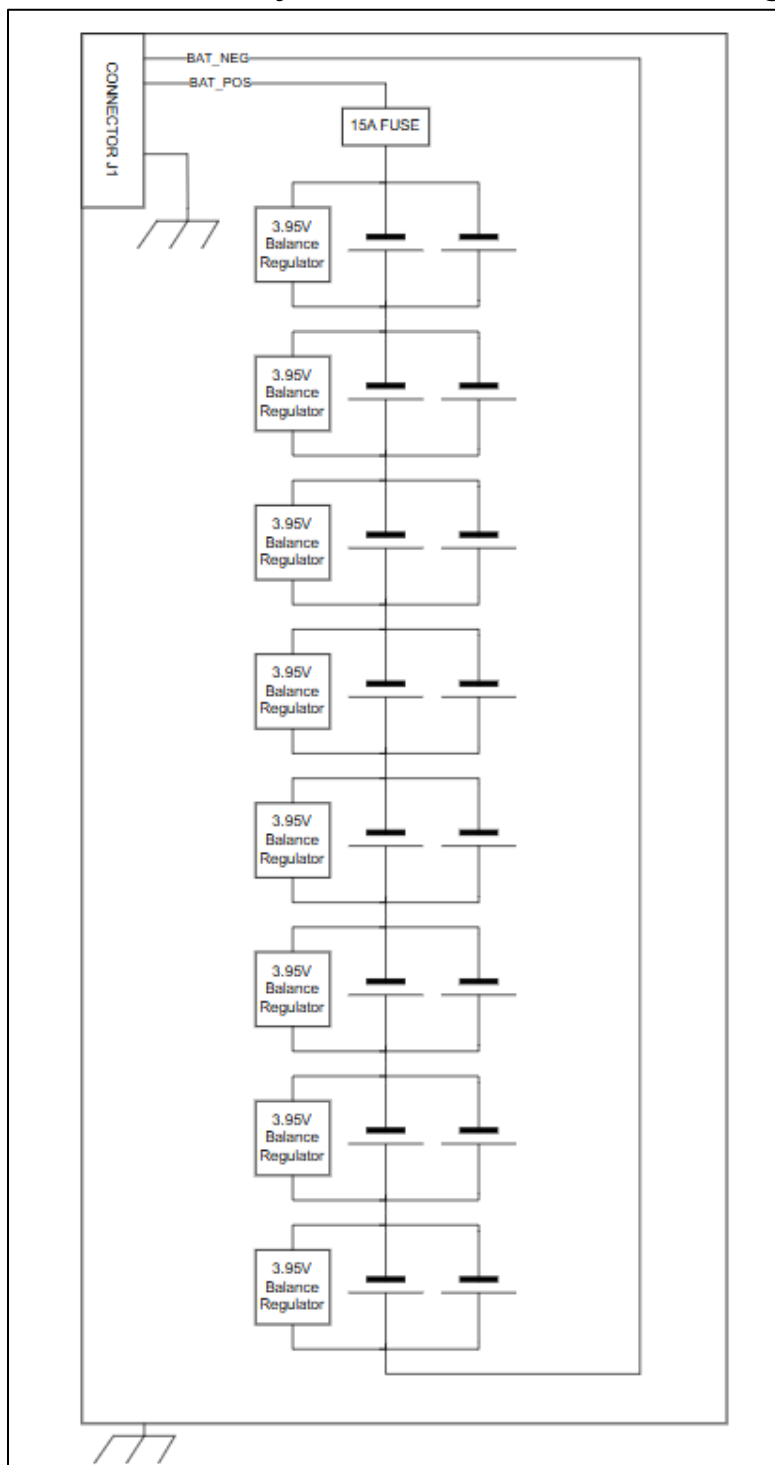 CONNECTOR J1
BAT_NEG
BAT_POS
15A FUSE
3.95V
Balance
Regulator
3.95V
Balance
Regulator
3.95V
Balance
Regulator
3.95V
Balance
Regulator
3.95V
Balance
Regulator
3.95V
Balance
Regulator
3.95V
Balance
Regulator
3.95V
Balance
Regulator